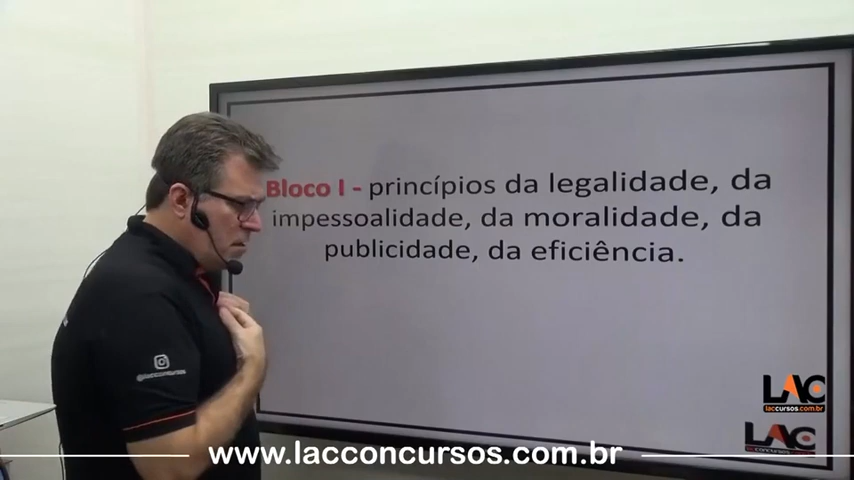 Bloco I - princípios da legalidade, da
impessoalidade, da moralidade, da
publicidade, da eficiência.
LAC
laccursos.com.br
LAC
www.lacconcursos.com.br